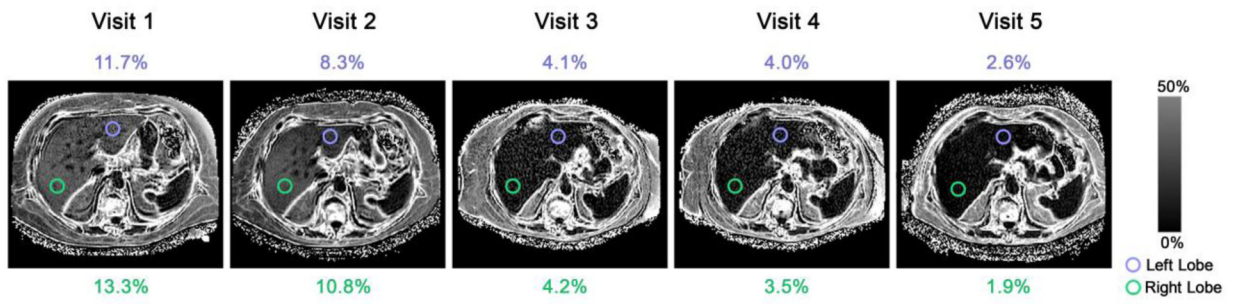 Visit 1 Visit 2 Visit 3 Visit 4 Visit 5
11.7% 8.3% 4.1% 4.0% 2.6%
50%
0%
Left Lobe
Right Lobe
13.3% 10.8% 4.2% 3.5% 1.9%